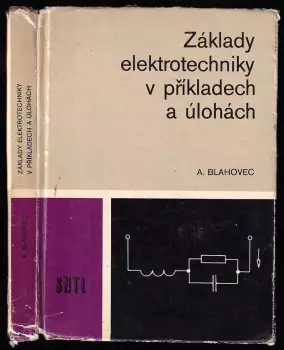 Základy
elektrotechniky
v příkladech
a úlohách
A. BLAHOVEC
ZÁKLADY ELEKTROTECHNIKY
V PŘÍKLADECH A ÚLOHÁCH
A. BLAHOVEC
SNTL